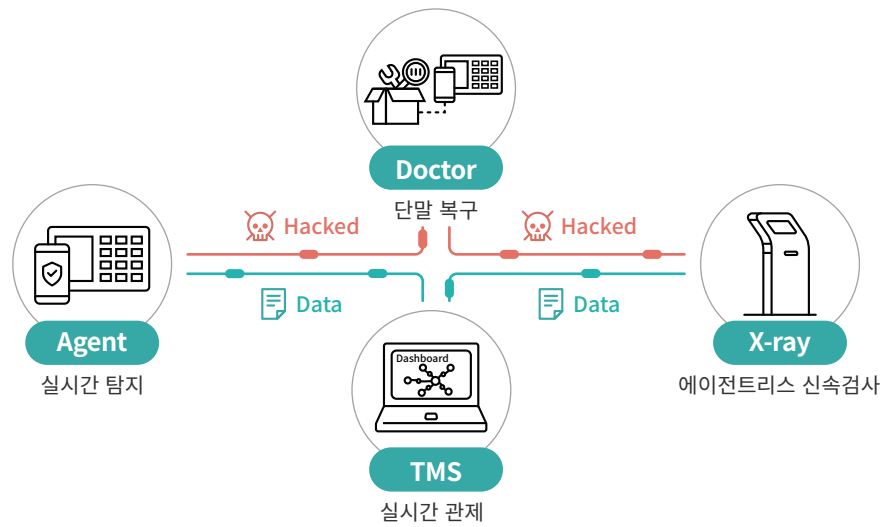 Doctor
단말 복구
Hacked
Hacked
Data
Data
Agent
실시간 탐지
X-ray
에이전트리스 신속검사
Dashboard
TMS
실시간 관제